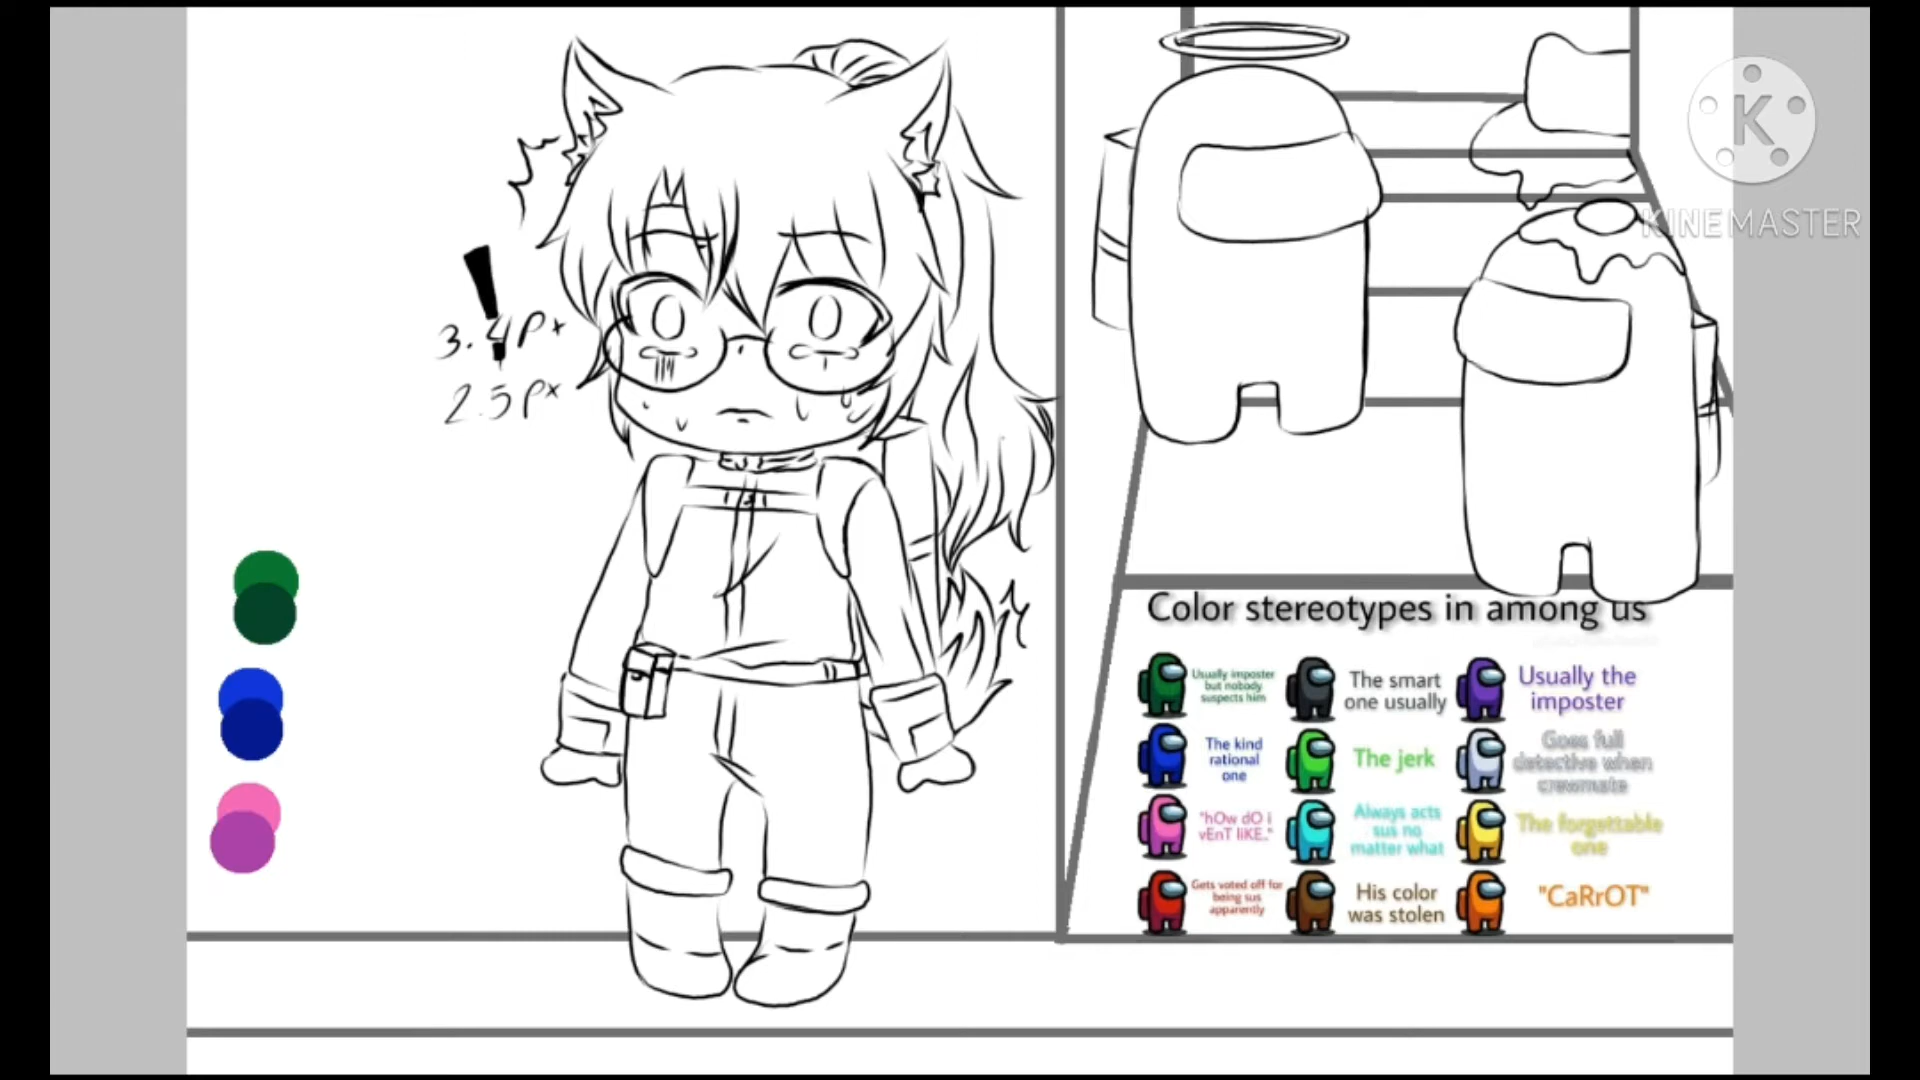 K
KINEMASTER
3.4px
2.5px
Color stereotypes in among us
Usually imposter
but nobody
suspects him
The smart
one usually
Usually the
imposter
The kind
rational
one
The jerk
Goes full
detective when
crewmate
"hOw dO i
vEnT liKE.."
Always acts
sus no
matter what
The forgettable
one
Gets voted off for
being sus
apparently
His color
was stolen
"CaRrOT"